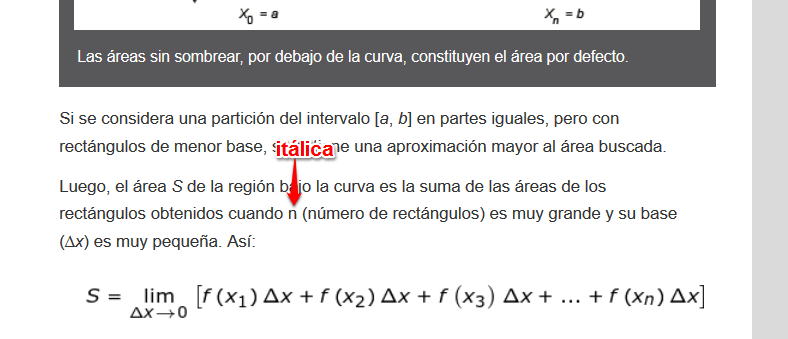 X₀ = a Xₙ = b
Las áreas sin sombrear, por debajo de la curva, constituyen el área por defecto.
Si se considera una partición del intervalo [a, b] en partes iguales, pero con
rectángulos de menor base, una aproximación mayor al área buscada.
itálica
Luego, el área S de la región bajo la curva es la suma de las áreas de los
rectángulos obtenidos cuando n (número de rectángulos) es muy grande y su base
(Δx) es muy pequeña. Así:
S = lim [f (x₁) Δx + f (x₂) Δx + f (x₃) Δx + ... + f (xₙ) Δx]
Δx→0